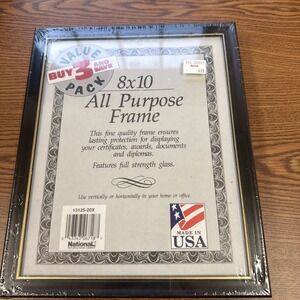 VALUE
BUY 3 AND SAVE
PACK
8x10
All Purpose
Frame
This fine quality frame ensures
lasting protection for displaying
your certificates, awards, documents
and diplomas.
Features full strength glass.
Use vertically or horizontally in your home or office.
13125-20X
National
MADE IN
USA